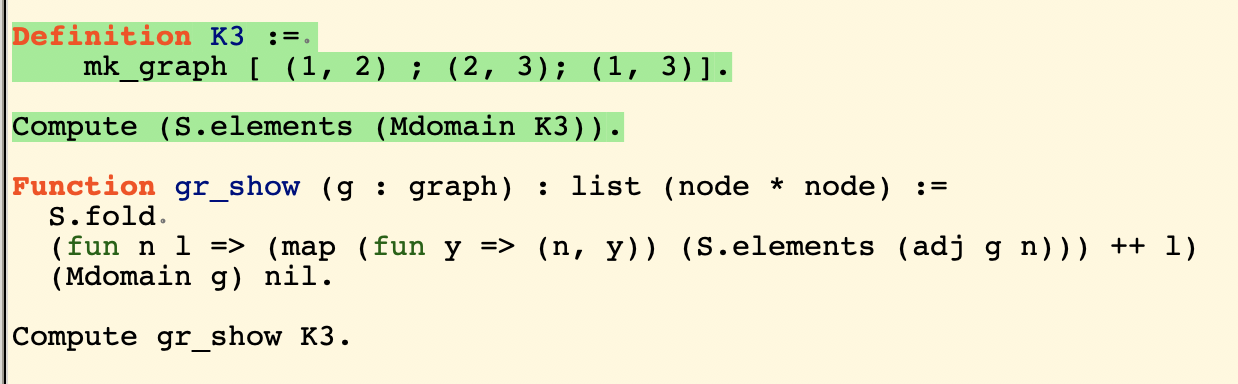 Definition K3 :=
mk_graph [ (1, 2) ; (2, 3); (1, 3)].
Compute (S.elements (Mdomain K3)).
Function gr_show (g : graph) : list (node * node) :=
S.fold
(fun n l => (map (fun y => (n, y)) (S.elements (adj g n))) ++ l)
(Mdomain g) nil.
Compute gr_show K3.